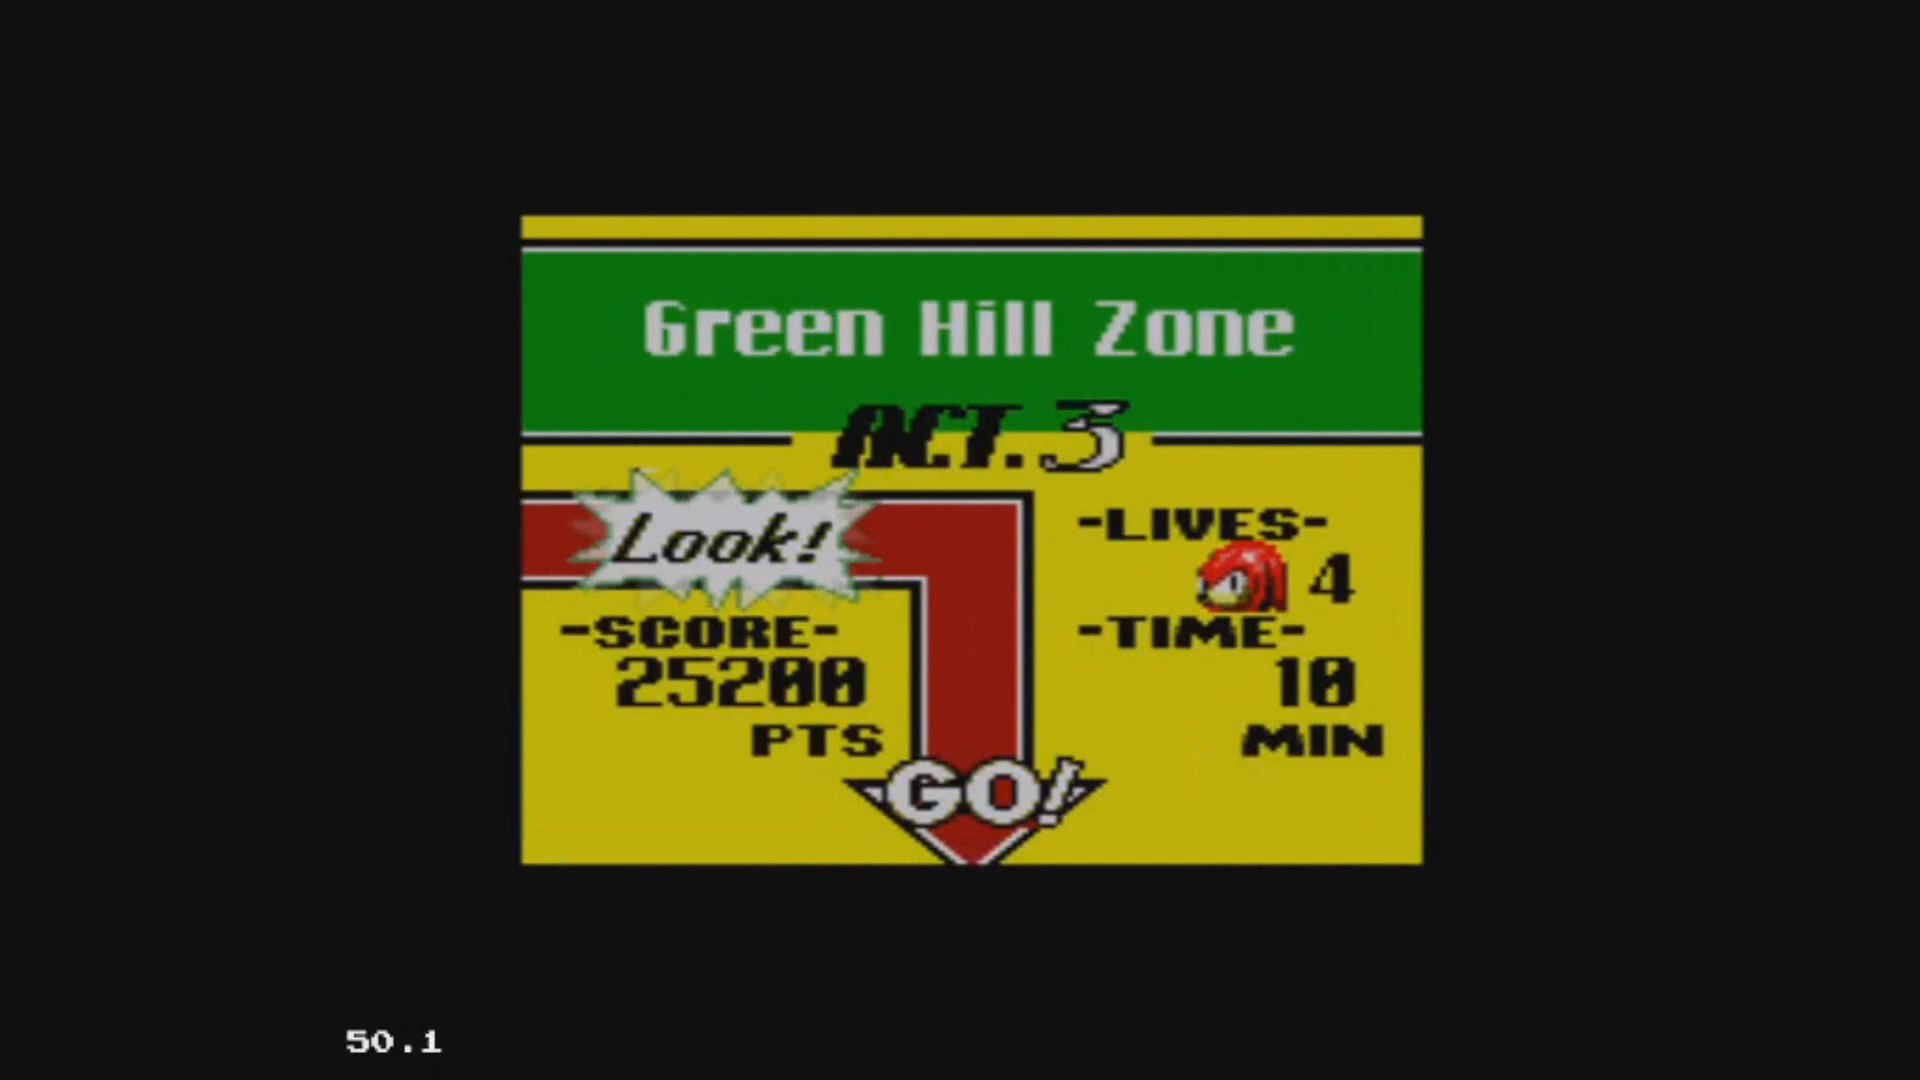 Green Hill Zone
ACT.3
Look!
-LIVES-
4
-SCORE-
25200
PTS
-TIME-
10
MIN
GO!
50.1